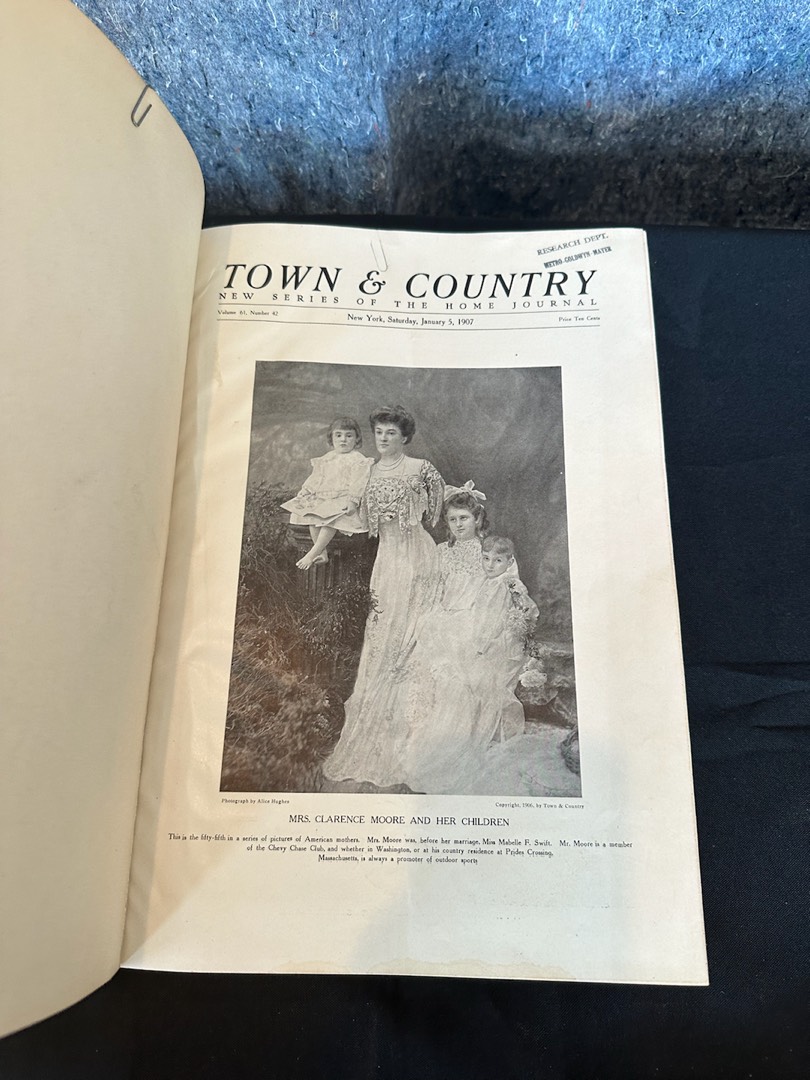 RESEARCH DEPT.
METRO-GOLDWYN-MAYER
TOWN & COUNTRY
NEW SERIES OF THE HOME JOURNAL
Volume 61, Number 42
New York, Saturday, January 5, 1907
Price Ten Cents
Photograph by Alice Hughes
Copyright, 1906, by Town & Country
MRS. CLARENCE MOORE AND HER CHILDREN
This is the fifty-fifth in a series of pictures of American mothers. Mrs. Moore was, before her marriage, Miss Mabelle F. Swift. Mr. Moore is a member
of the Chevy Chase Club, and whether in Washington, or at his country residence at Prides Crossing,
Massachusetts, is always a promoter of outdoor sports